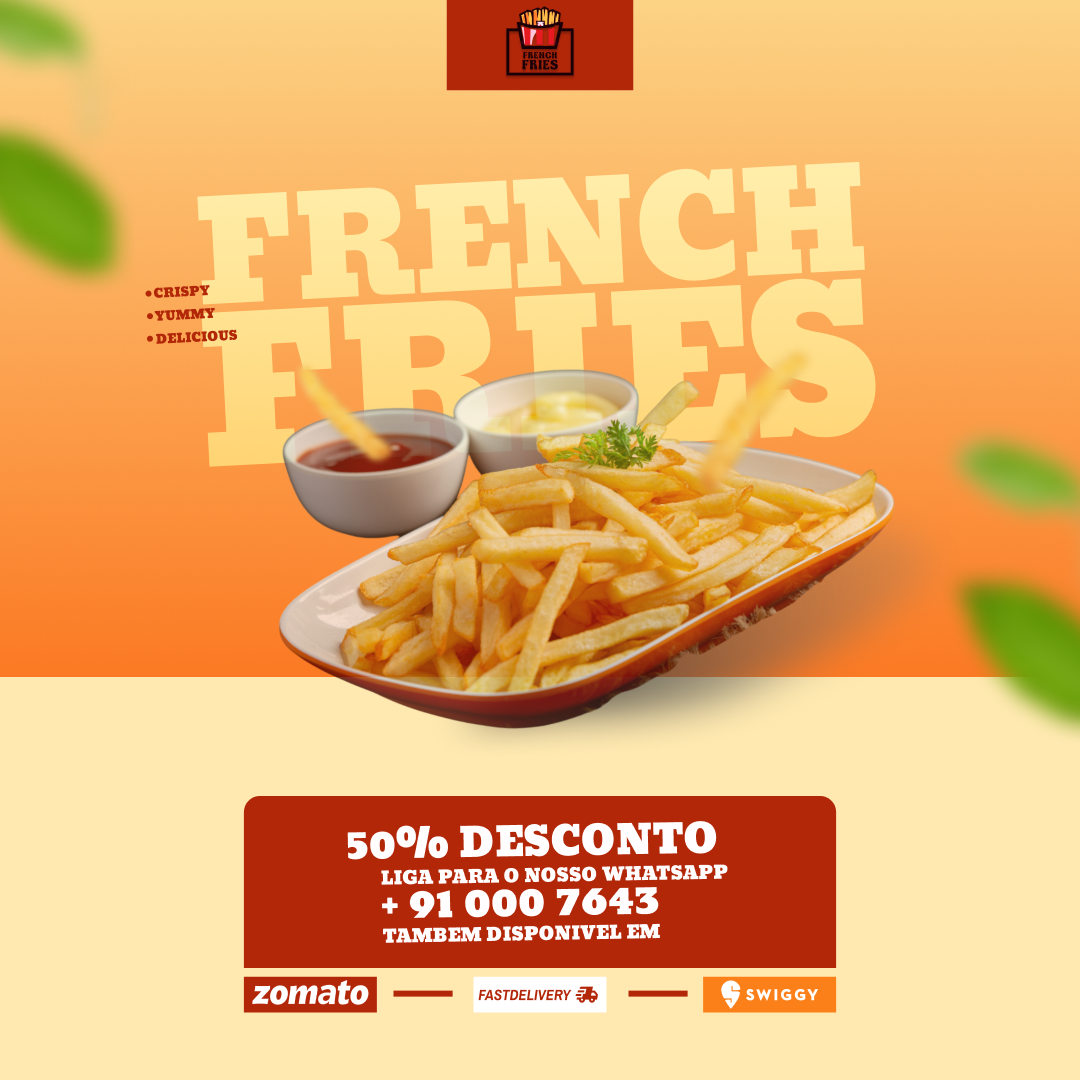 FRENCH
FRIES
FRENCH
FRIES
•CRISPY
•YUMMY
•DELICIOUS
50% DESCONTO
LIGA PARA O NOSSO WHATSAPP
+ 91 000 7643
TAMBEM DISPONIVEL EM
zomato
FASTDELIVERY
SWIGGY